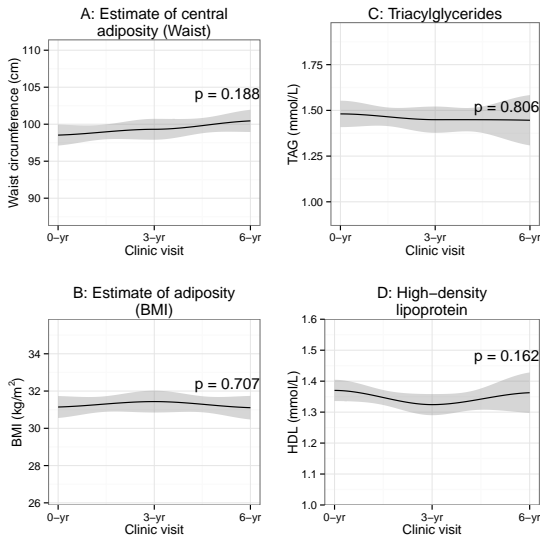 A: Estimate of central
adiposity (Waist)
Waist circumference (cm)
110
105
100
95
90
p = 0.188
0−yr
3−yr
6−yr
Clinic visit
C: Triacylglycerides
TAG (mmol/L)
1.75
1.50
1.25
1.00
p = 0.806
0−yr
3−yr
6−yr
Clinic visit
B: Estimate of adiposity
(BMI)
BMI (kg/m²)
34
32
30
28
26
p = 0.707
0−yr
3−yr
6−yr
Clinic visit
D: High−density
lipoprotein
HDL (mmol/L)
1.6
1.5
1.4
1.3
1.2
1.1
1.0
p = 0.162
0−yr
3−yr
6−yr
Clinic visit